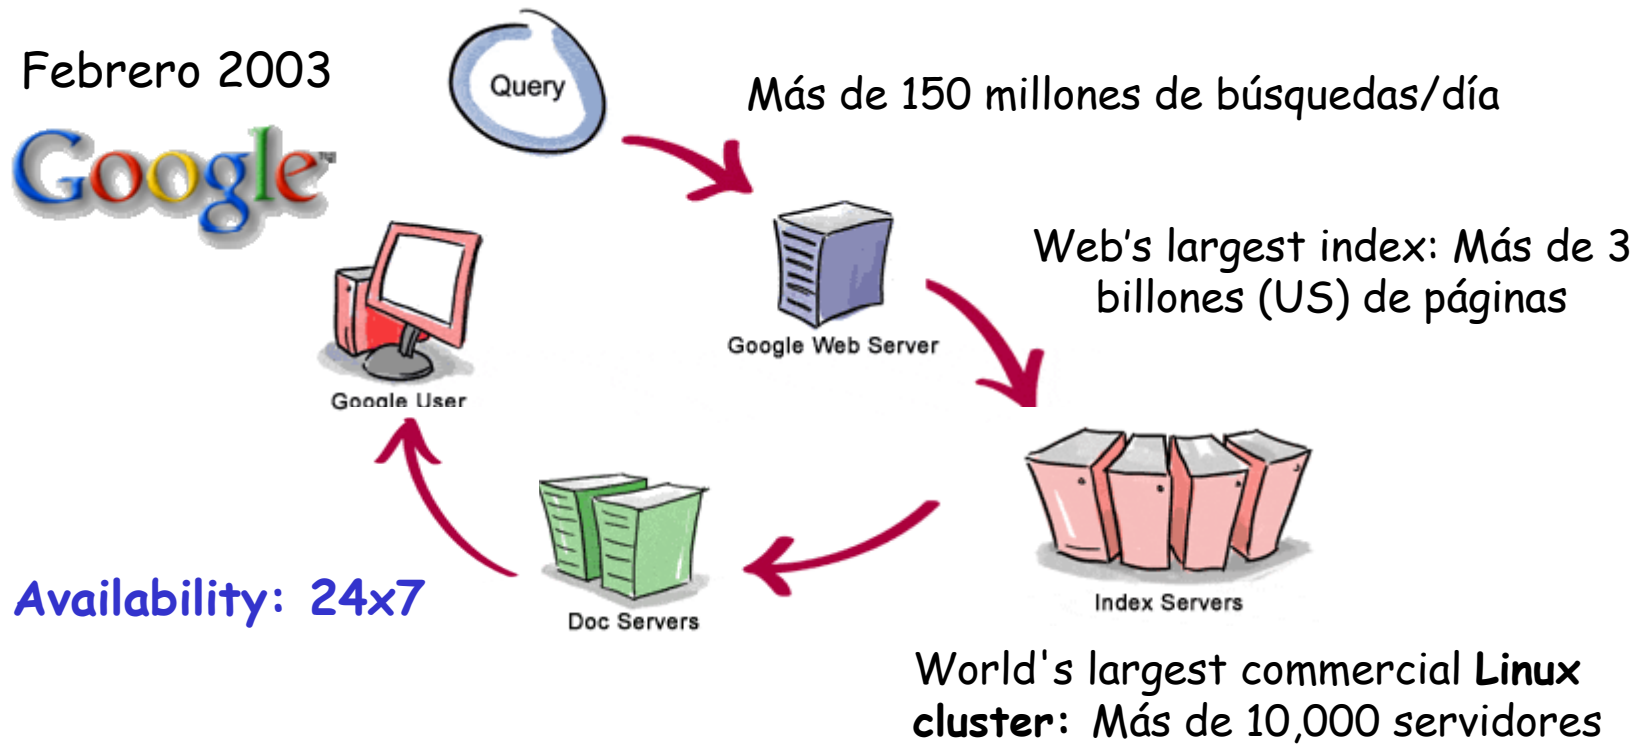 Febrero 2003
Google™
Query
Más de 150 millones de búsquedas/día
Web’s largest index: Más de 3
billones (US) de páginas
Google Web Server
Google User
Index Servers
Doc Servers
Availability: 24x7
World's largest commercial Linux
cluster: Más de 10,000 servidores